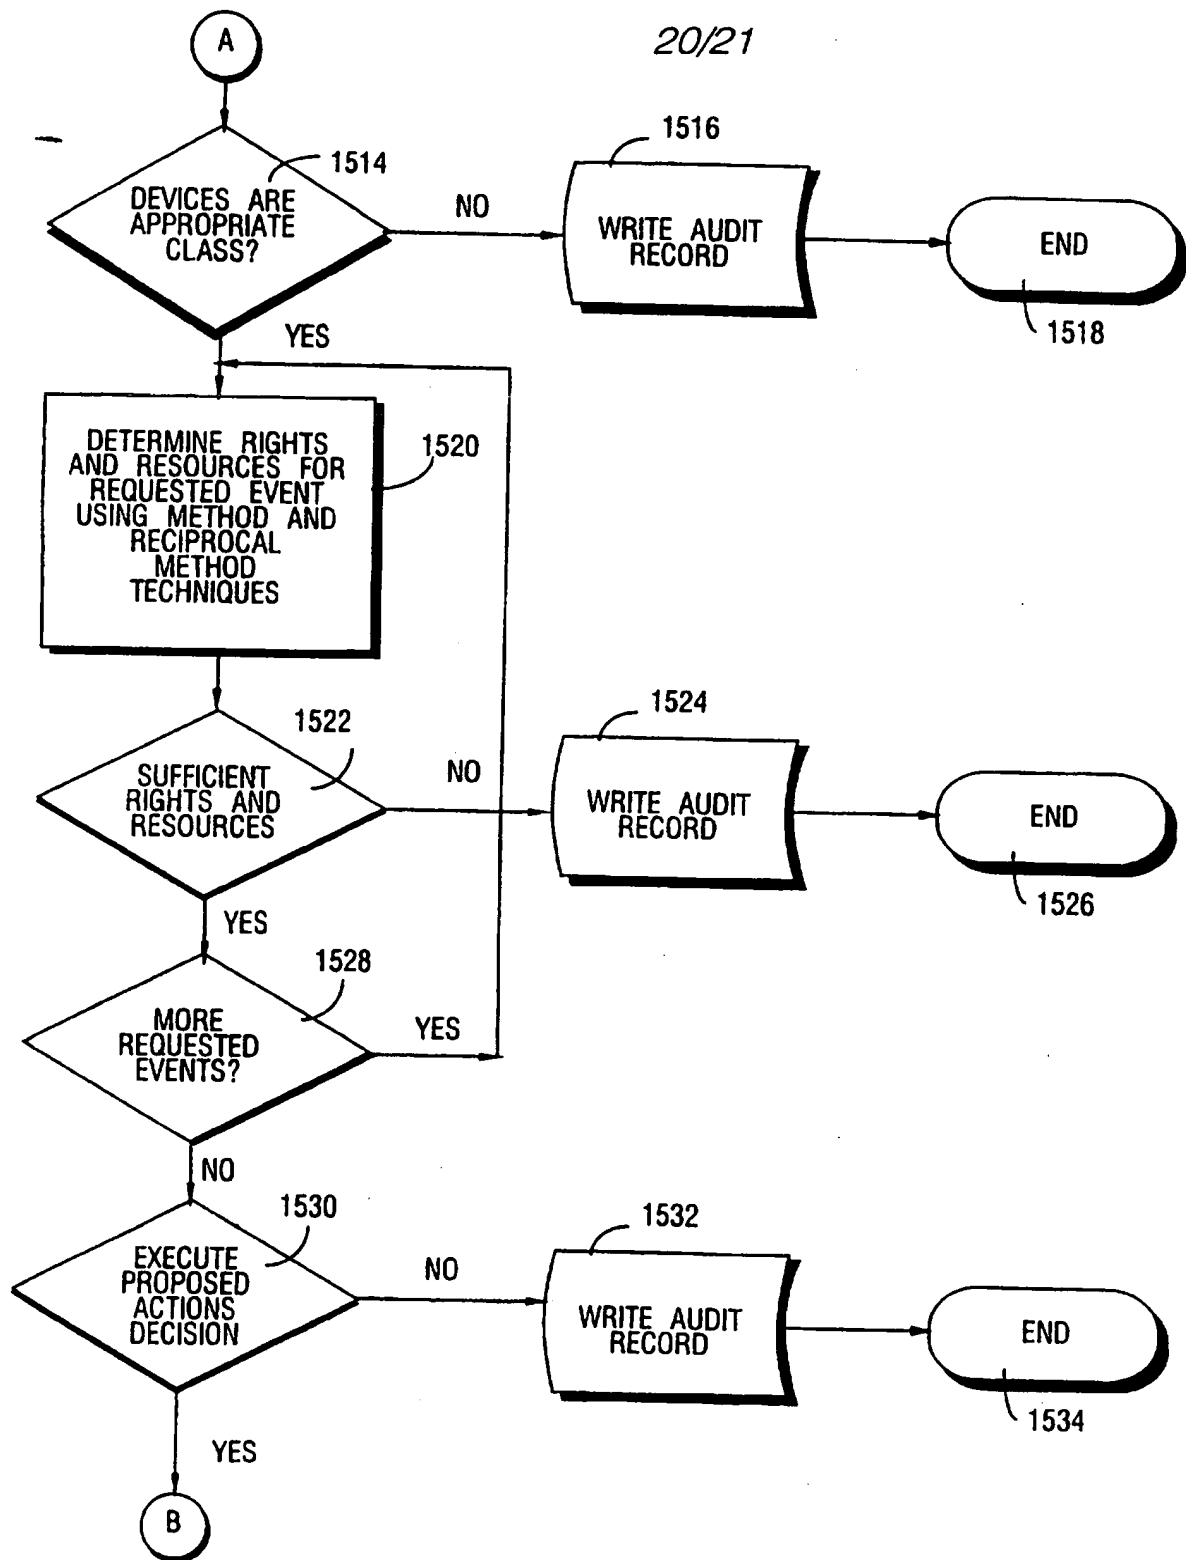 20/21
A
1514
DEVICES ARE
APPROPRIATE
CLASS?
NO
1516
WRITE AUDIT
RECORD
END
1518
YES
DETERMINE RIGHTS
AND RESOURCES FOR
REQUESTED EVENT
USING METHOD AND
RECIPROCAL
METHOD
TECHNIQUES
1520
1522
SUFFICIENT
RIGHTS AND
RESOURCES
NO
1524
WRITE AUDIT
RECORD
END
1526
YES
1528
MORE
REQUESTED
EVENTS?
YES
NO
1530
EXECUTE
PROPOSED
ACTIONS
DECISION
NO
1532
WRITE AUDIT
RECORD
END
1534
YES
B